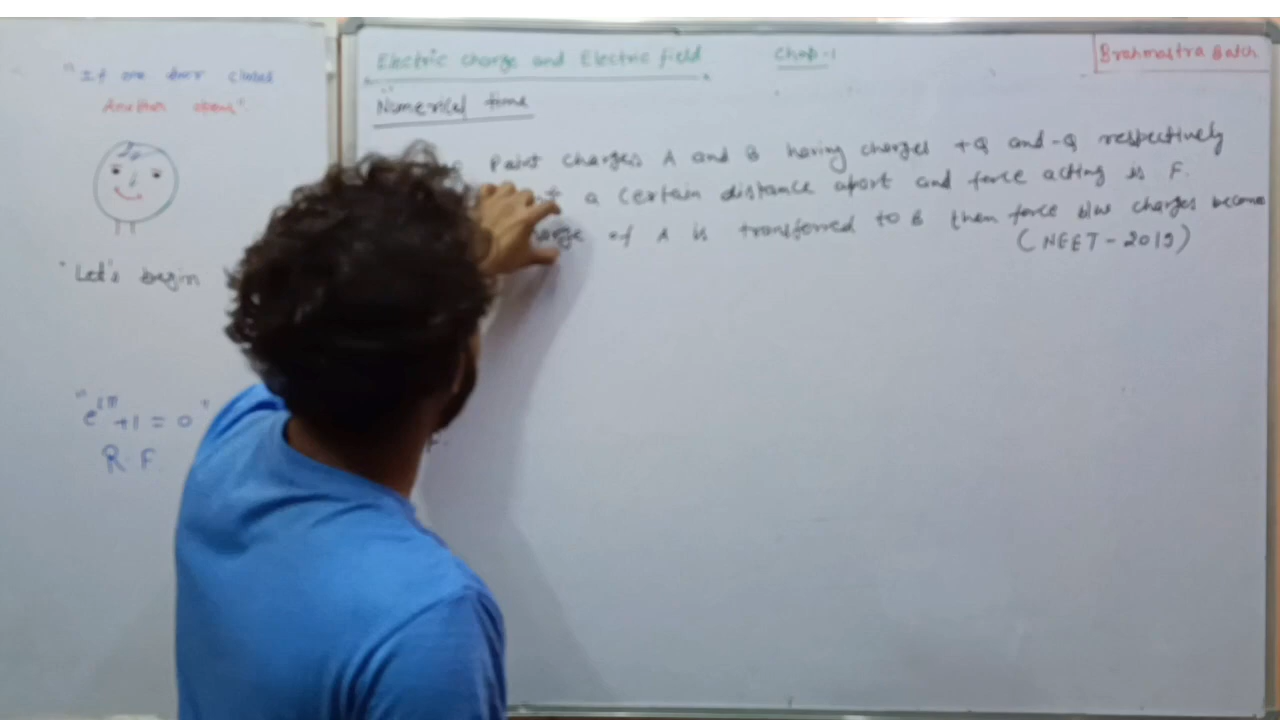 "If one door closed
Another opens"
"Let's begin
"e^iπ + 1 = 0"
R.F
Electric charge and Electric field Chap-1
Brahmastra Batch
Numerical time
Point charges A and B having charges +Q and -Q respectively
a certain distance apart and force acting is F.
charge of A is transferred to B then force b/w charges become
(NEET-2019)